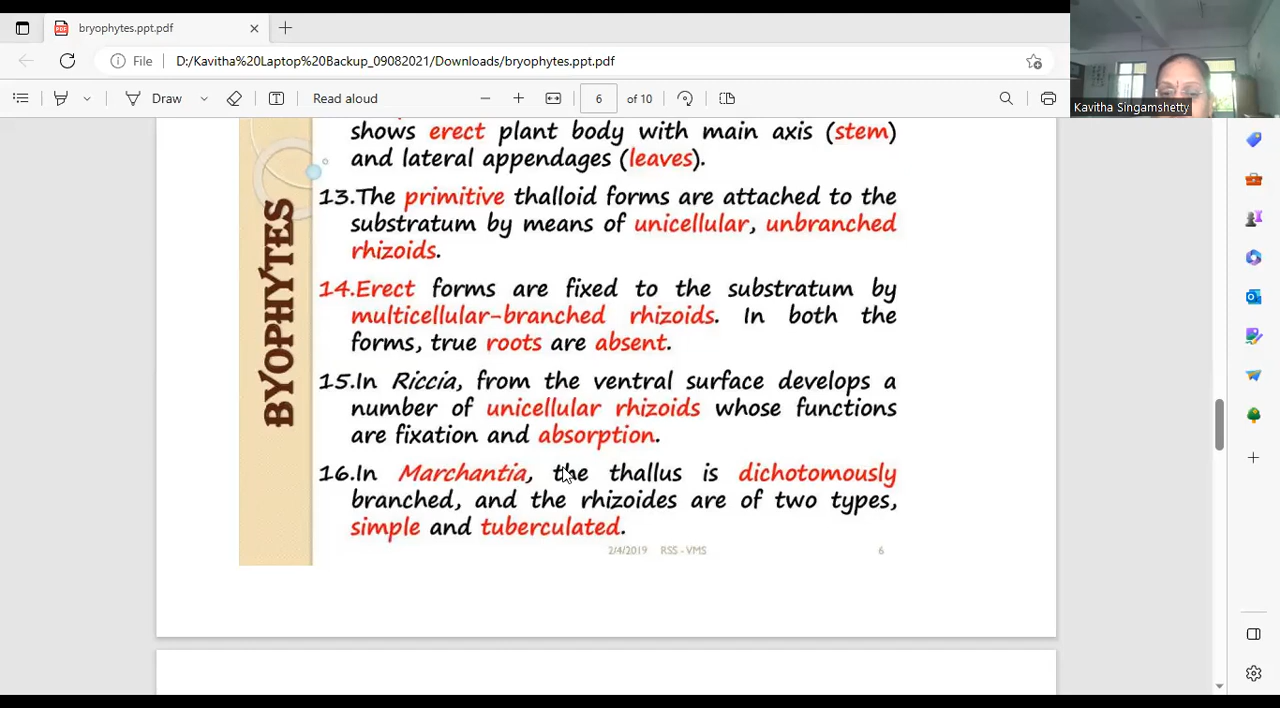 bryophytes.ppt.pdf
File
D:/Kavitha%20Laptop%20Backup_09082021/Downloads/bryophytes.ppt.pdf
Draw
Read aloud
6
of 10
Kavitha Singamshetty
BYOPHYTES
shows erect plant body with main axis (stem)
and lateral appendages (leaves).
13.The primitive thalloid forms are attached to the
substratum by means of unicellular, unbranched
rhizoids.
14.Erect forms are fixed to the substratum by
multicellular-branched rhizoids. In both the
forms, true roots are absent.
15.In Riccia, from the ventral surface develops a
number of unicellular rhizoids whose functions
are fixation and absorption.
16.In Marchantia, the thallus is dichotomously
branched, and the rhizoides are of two types,
simple and tuberculated.
2/4/2019 RSS - VMS 6